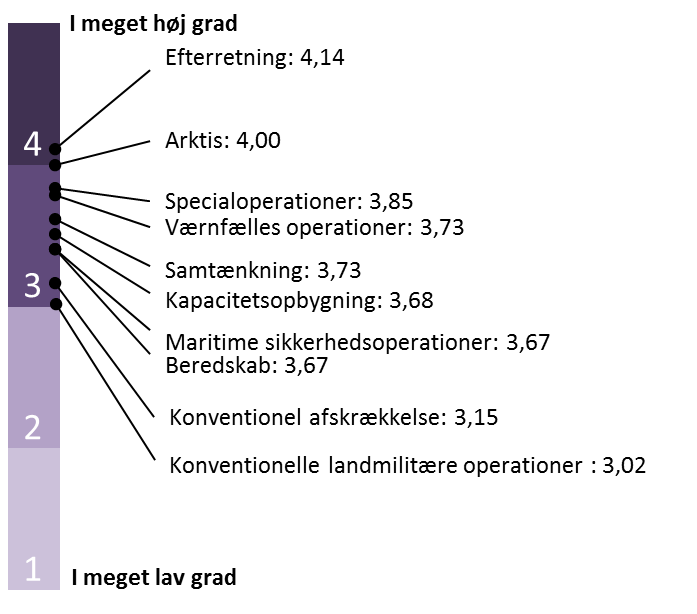 I meget høj grad
Efterretning: 4,14
4
Arktis: 4,00
Specialoperationer: 3,85
Værnfælles operationer: 3,73
Samtænkning: 3,73
3
Kapacitetsopbygning: 3,68
Maritime sikkerhedsoperationer: 3,67
Beredskab: 3,67
Konventionel afskrækkelse: 3,15
2
Konventionelle landmilitære operationer : 3,02
1
I meget lav grad